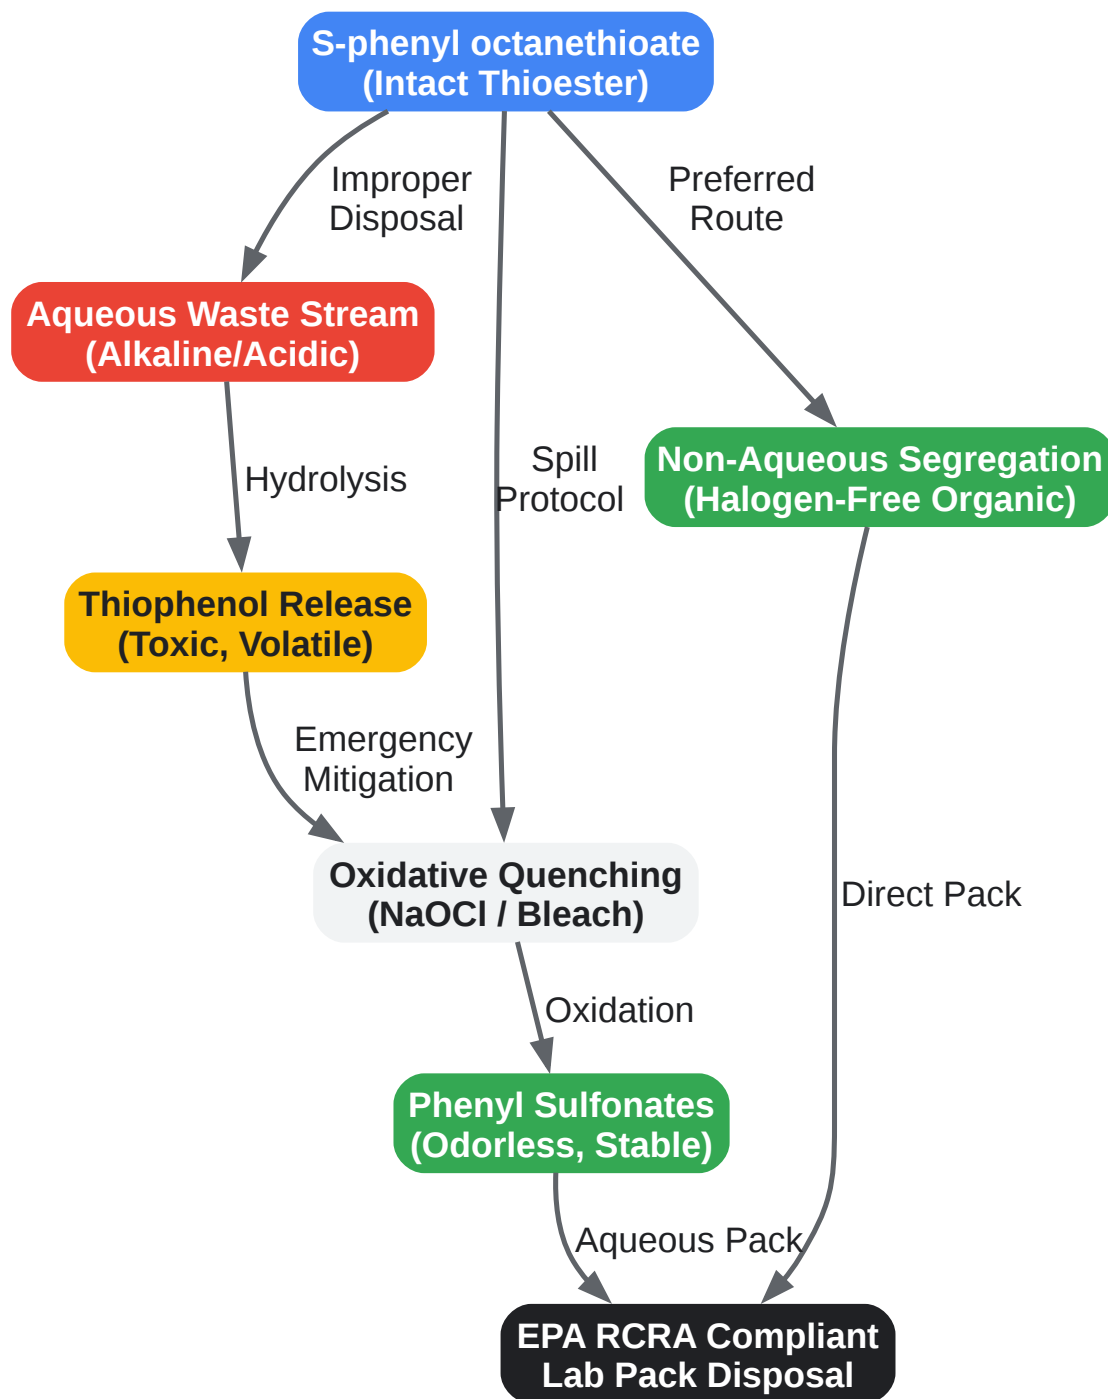 S-phenyl octanethioate
(Intact Thioester)
Improper
Disposal
Preferred
Route
Aqueous Waste Stream
(Alkaline/Acidic)
Hydrolysis
Spill
Protocol
Non-Aqueous Segregation
(Halogen-Free Organic)
Thiophenol Release
(Toxic, Volatile)
Emergency
Mitigation
Oxidative Quenching
(NaOCl / Bleach)
Direct Pack
Oxidation
Phenyl Sulfonates
(Odorless, Stable)
Aqueous Pack
EPA RCRA Compliant
Lab Pack Disposal